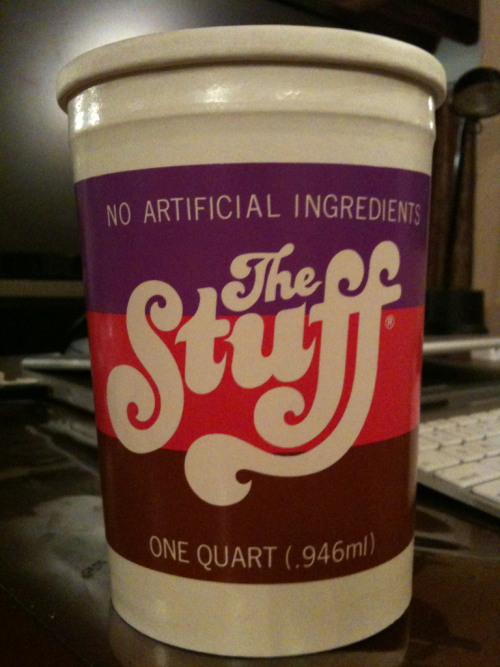 NO ARTIFICIAL INGREDIENTS
The
Stuff®
ONE QUART (.946ml)